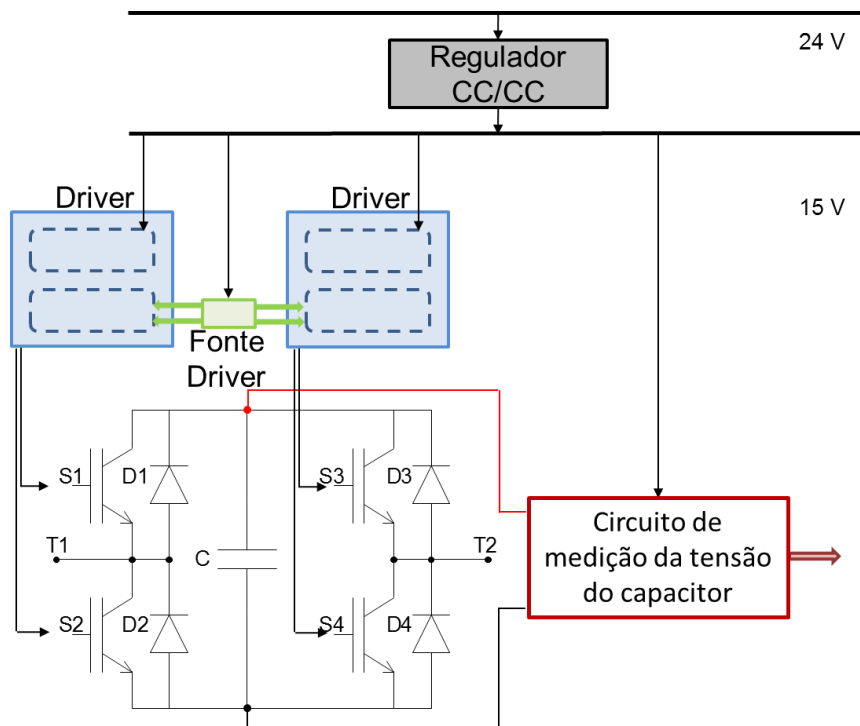 24 V
Regulador
CC/CC
15 V
Driver
Driver
Fonte
Driver
S1
D1
S3
D3
T1
C
T2
S2
D2
S4
D4
Circuito de
medição da tensão
do capacitor